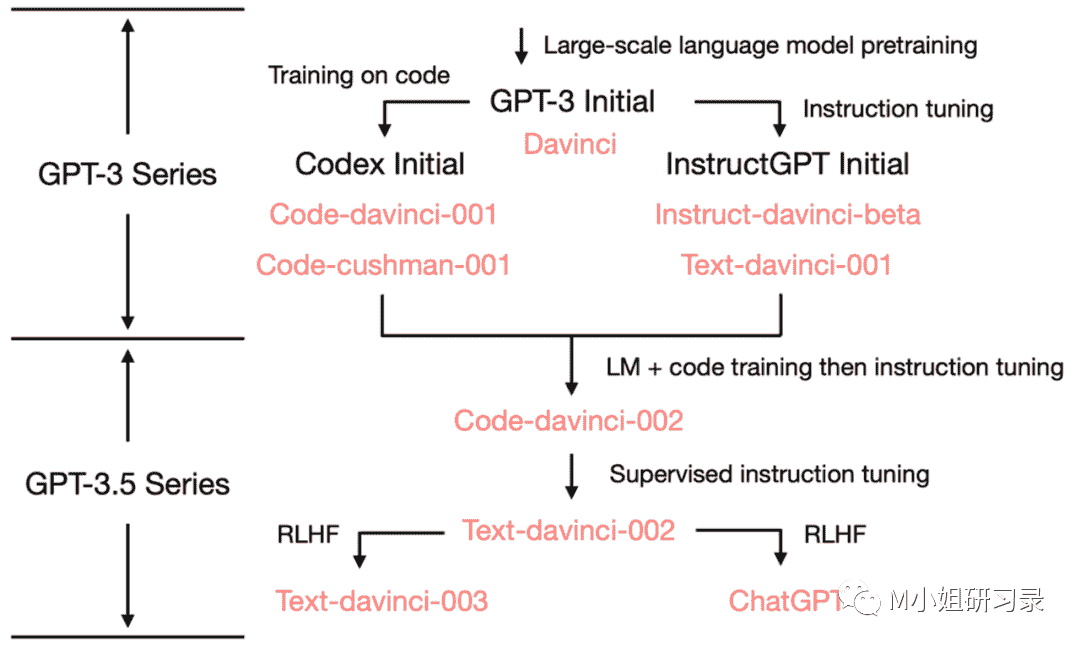 Large-scale language model pretraining
Training on code
GPT-3 Initial
Instruction tuning
Davinci
Codex Initial
InstructGPT Initial
GPT-3 Series
Code-davinci-001
Instruct-davinci-beta
Code-cushman-001
Text-davinci-001
LM + code training then instruction tuning
Code-davinci-002
Supervised instruction tuning
GPT-3.5 Series
Text-davinci-002
RLHF
RLHF
Text-davinci-003
ChatGPT
M小姐研习录